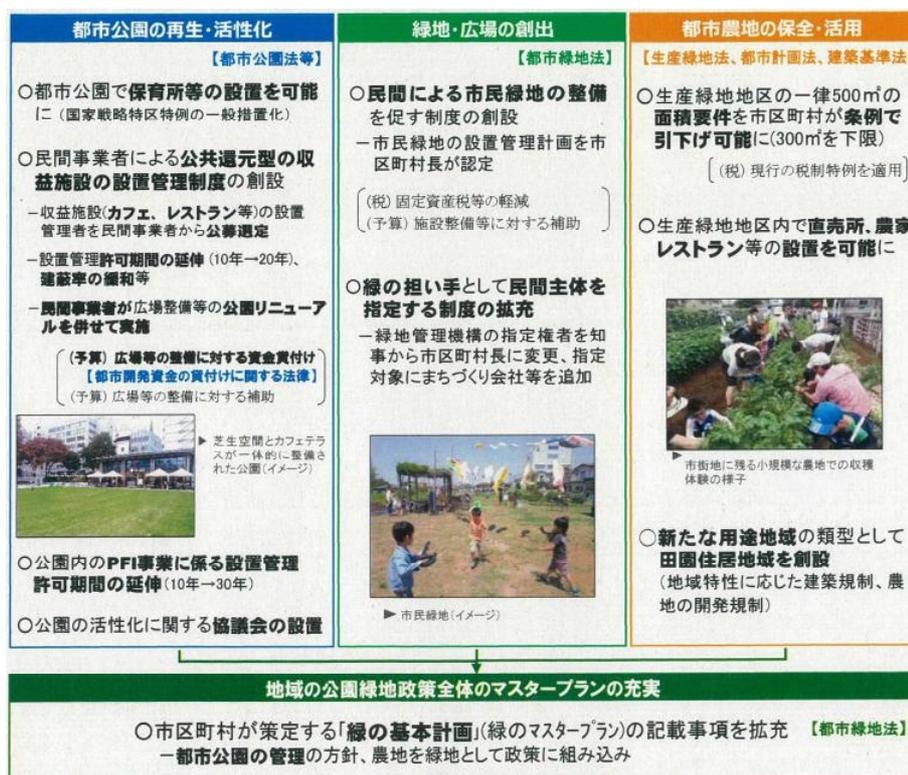 都市公園の再生・活性化
【都市公園法等】
○都市公園で保育所等の設置を可能
に（国家戦略特区特例の一般措置化）
○民間事業者による公共還元型の収
益施設の設置管理制度の創設
－収益施設(カフェ、レストラン等)の設置
管理者を民間事業者から公募選定
－設置管理許可期間の延伸（10年→20年）、
建蔽率の緩和等
－民間事業者が広場整備等の公園リニューア
ルを併せて実施
（予算）広場等の整備に対する資金貸付け
【都市開発資金の貸付けに関する法律】
（予算）広場等の整備に対する補助
▶ 芝生空間とカフェテラ
スが一体的に整備さ
れた公園(イメージ)
○公園内のPFI事業に係る設置管理
許可期間の延伸(10年→30年)
○公園の活性化に関する協議会の設置
緑地・広場の創出
【都市緑地法】
○民間による市民緑地の整備
を促す制度の創設
－市民緑地の設置管理計画を市
区町村長が認定
（税）固定資産税等の軽減
（予算）施設整備等に対する補助
○緑の担い手として民間主体を
指定する制度の拡充
－緑地管理機構の指定権者を知
事から市区町村長に変更、指定
対象にまちづくり会社等を追加
▶ 市民緑地(イメージ)
都市農地の保全・活用
【生産緑地法、都市計画法、建築基準法
○生産緑地地区の一律500㎡の
面積要件を市区町村が条例で
引下げ可能に(300㎡を下限)
（税）現行の税制特例を適用
○生産緑地地区内で直売所、農家
レストラン等の設置を可能に
▶ 市街地に残る小規模な農地での収穫
体験の様子
○新たな用途地域の類型として
田園住居地域を創設
(地域特性に応じた建築規制、農
地の開発規制)
地域の公園緑地政策全体のマスタープランの充実
○市区町村が策定する「緑の基本計画」(緑のマスタープラン)の記載事項を拡充 【都市緑地法】
－都市公園の管理の方針、農地を緑地として政策に組み込み